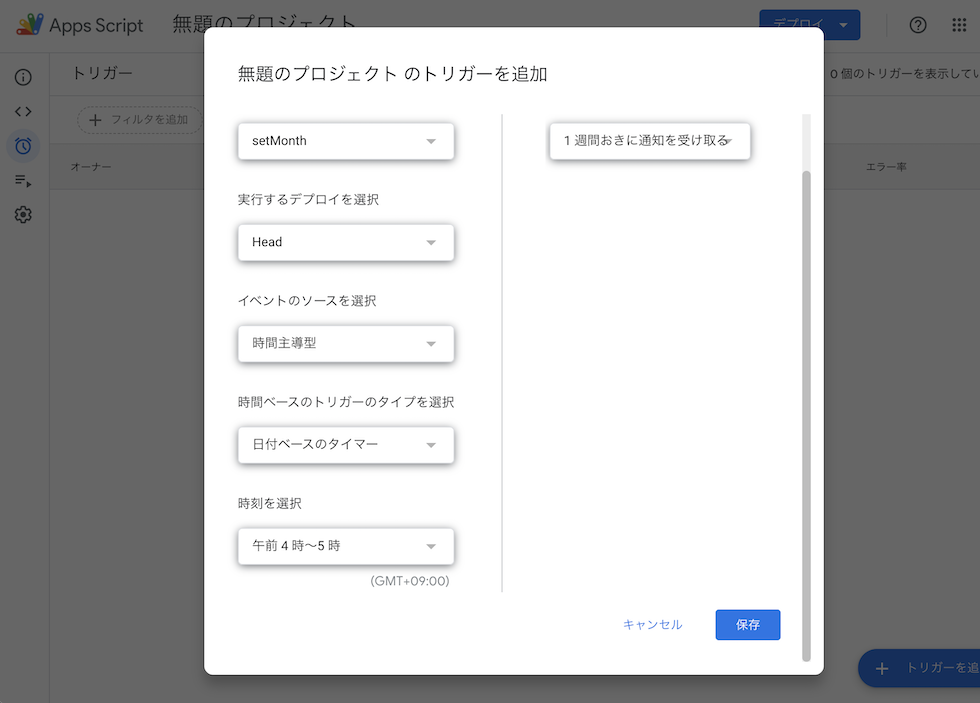 Apps Script
無題のプロジェクト
デプロイ
トリガー
0 個のトリガーを表示してい
フィルタを追加
オーナー
エラー率
無題のプロジェクト のトリガーを追加
setMonth
1 週間おきに通知を受け取る
実行するデプロイを選択
Head
イベントのソースを選択
時間主導型
時間ベースのトリガーのタイプを選択
日付ベースのタイマー
時刻を選択
午前 4 時～5 時
(GMT+09:00)
キャンセル
保存
トリガーを追